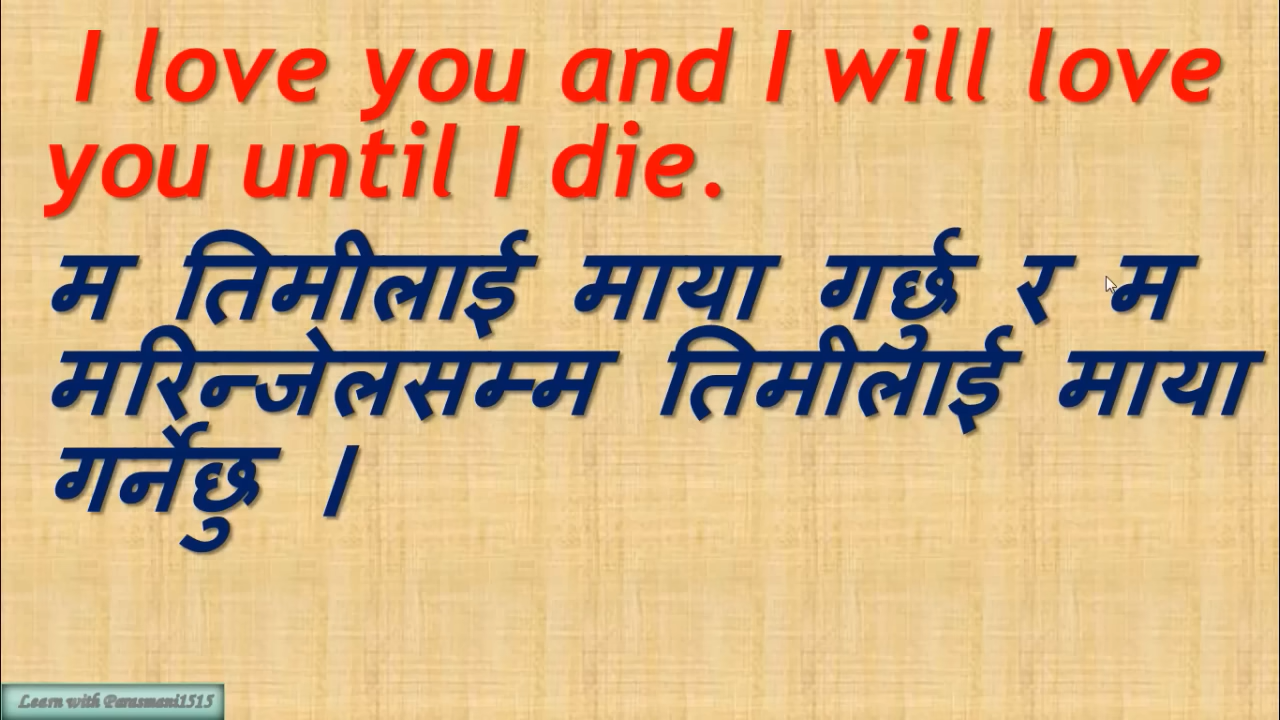 I love you and I will love
you until I die.
म तिमीलाई माया गर्छु र म
मरिन्जेलसम्म तिमीलाई माया
गर्नेछु ।
Learn with Parasmani1515